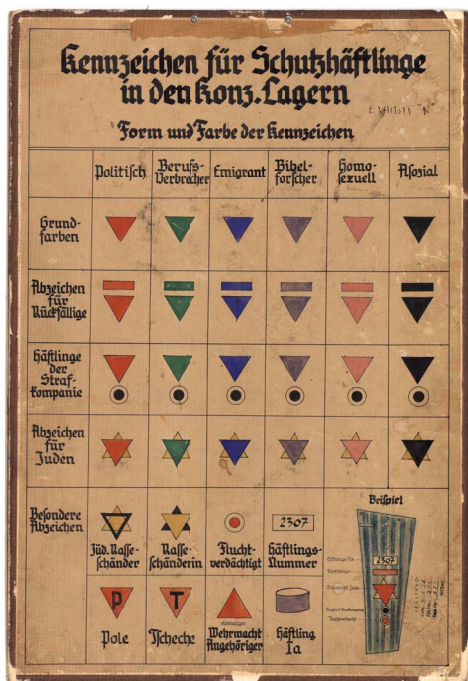 Kennzeichen für Schutzhäftlinge
in den Konz.Lagern
EXHIBIT "N"
Form und Farbe der Kennzeichen
Politisch
Berufs-
Verbrecher
Emigrant
Bibel-
forscher
Homo-
sexuell
Asozial
Grund-
farben
Abzeichen
für
Rückfällige
Häftlinge
der
Straf-
kompanie
Abzeichen
für
Juden
Besondere
Abzeichen
Jüd. Rasse-
schänder
Rasse-
schänderin
Flucht-
verdächtigt
2307
Häftlings-
Nummer
Beispiel
2307
P
Pole
T
Tscheche
Wehrmacht
Angehöriger
Häftling
Ia